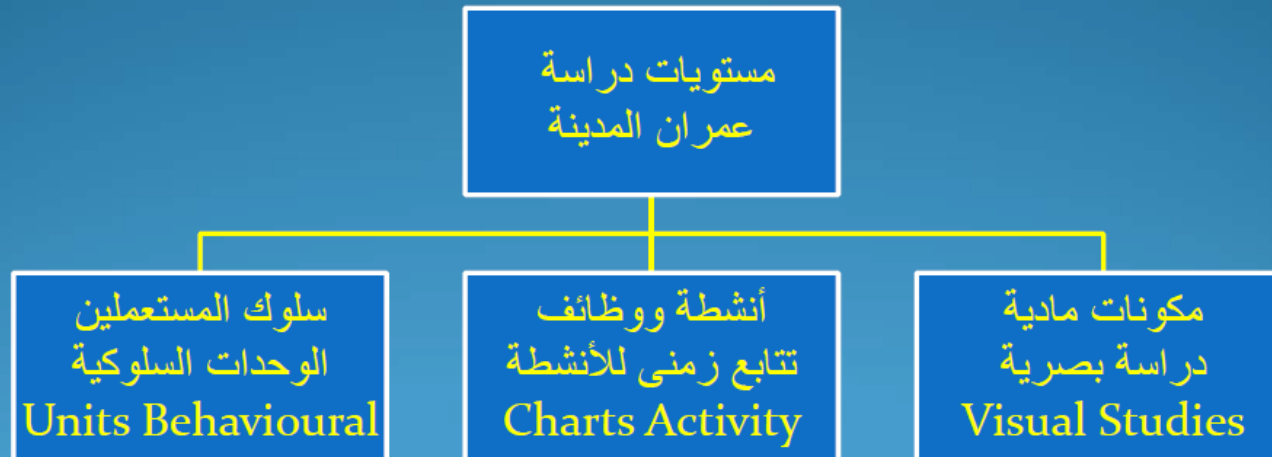 مستويات دراسة
عمران المدينة
مكونات مادية
دراسة بصرية
Visual Studies
أنشطة ووظائف
تتابع زمنى للأنشطة
Charts Activity
سلوك المستعملين
الوحدات السلوكية
Units Behavioural